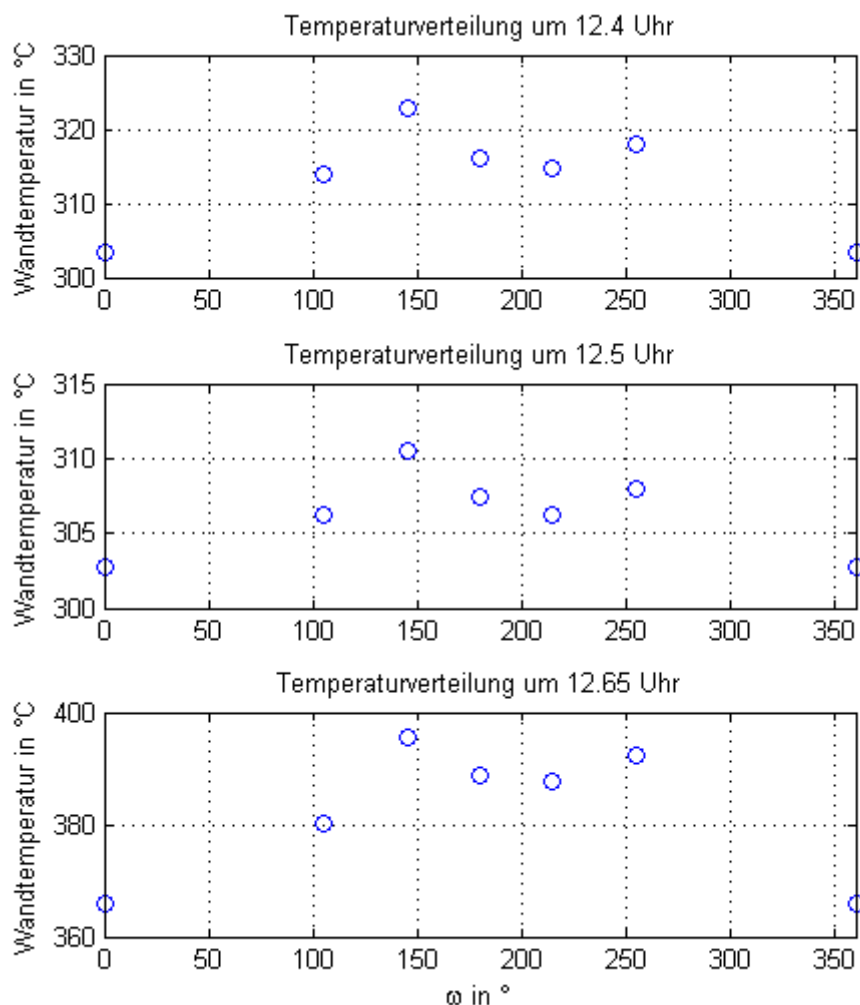 Temperaturverteilung um 12.4 Uhr
Wandtemperatur in °C
330
320
310
300
0 50 100 150 200 250 300 350
Temperaturverteilung um 12.5 Uhr
Wandtemperatur in °C
315
310
305
300
0 50 100 150 200 250 300 350
Temperaturverteilung um 12.65 Uhr
Wandtemperatur in °C
400
380
360
0 50 100 150 200 250 300 350
φ in °